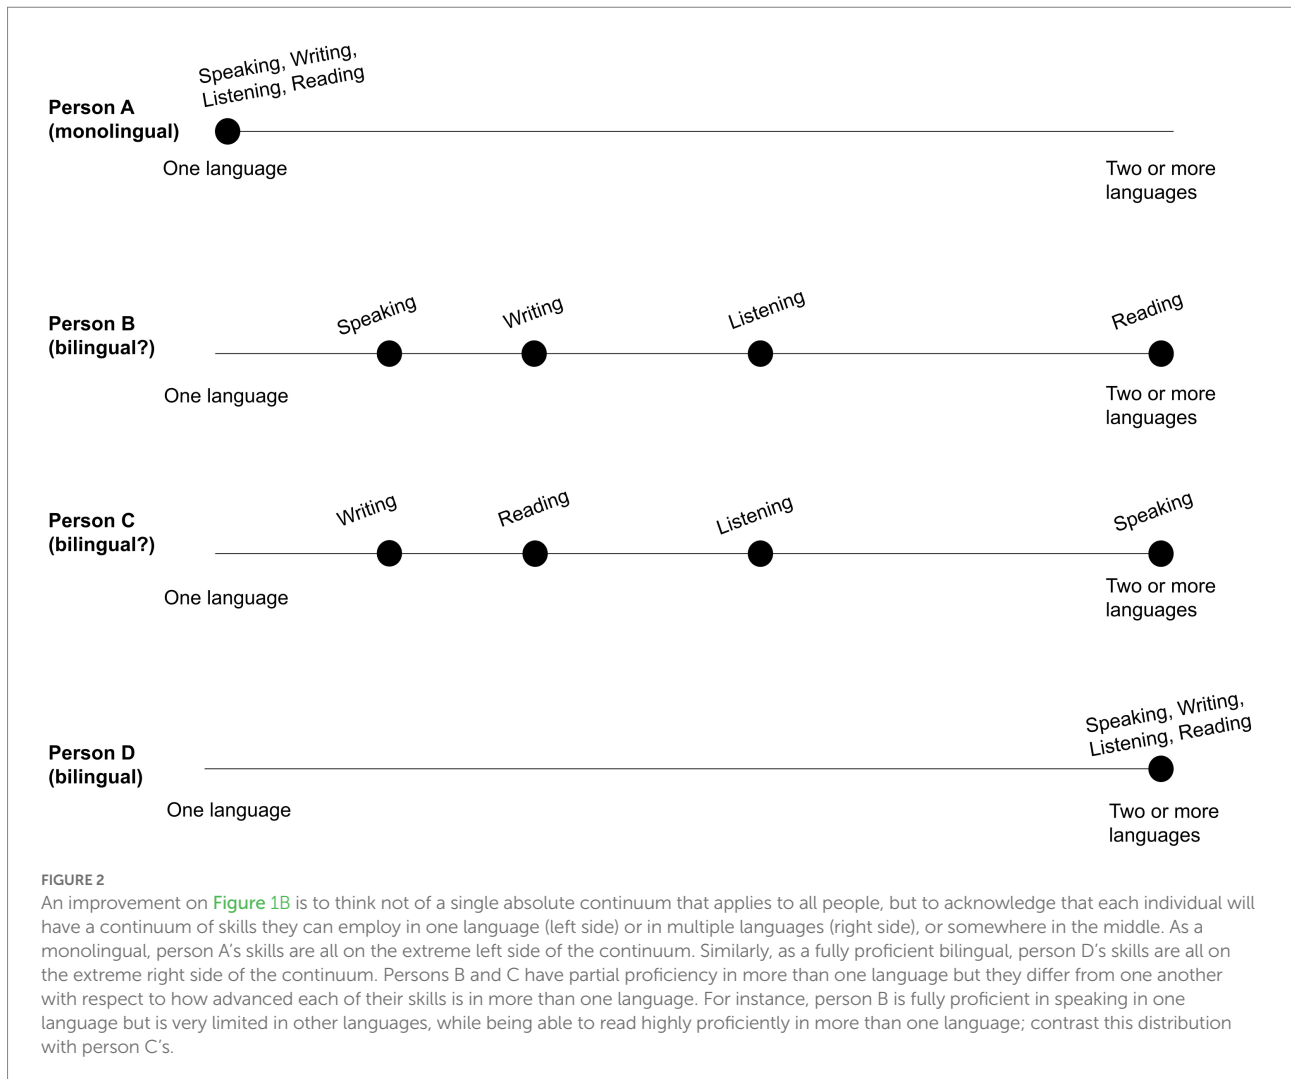 Speaking, Writing,
Listening, Reading
Person A
(monolingual)
One language
Two or more
languages
Speaking
Writing
Listening
Reading
Person B
(bilingual?)
One language
Two or more
languages
Writing
Reading
Listening
Speaking
Person C
(bilingual?)
One language
Two or more
languages
Speaking, Writing,
Listening, Reading
Person D
(bilingual)
One language
Two or more
languages
FIGURE 2
An improvement on Figure 1B is to think not of a single absolute continuum that applies to all people, but to acknowledge that each individual will
have a continuum of skills they can employ in one language (left side) or in multiple languages (right side), or somewhere in the middle. As a
monolingual, person A's skills are all on the extreme left side of the continuum. Similarly, as a fully proficient bilingual, person D's skills are all on
the extreme right side of the continuum. Persons B and C have partial proficiency in more than one language but they differ from one another
with respect to how advanced each of their skills is in more than one language. For instance, person B is fully proficient in speaking in one
language but is very limited in other languages, while being able to read highly proficiently in more than one language; contrast this distribution
with person C's.